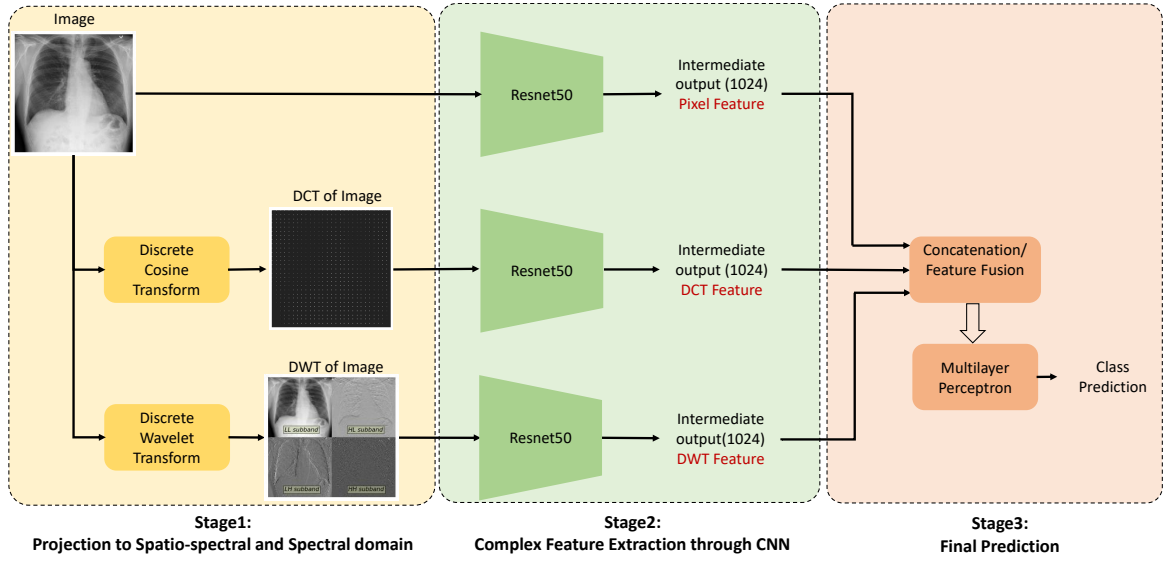 Image
Resnet50
Intermediate
output (1024)
Pixel Feature
DCT of Image
Discrete
Cosine
Transform
Resnet50
Intermediate
output (1024)
DCT Feature
Concatenation/
Feature Fusion
DWT of Image
Discrete
Wavelet
Transform
LL subband
HL subband
LH subband
HH subband
Resnet50
Intermediate
output(1024)
DWT Feature
Multilayer
Perceptron
Class
Prediction
Stage1:
Projection to Spatio-spectral and Spectral domain
Stage2:
Complex Feature Extraction through CNN
Stage3:
Final Prediction